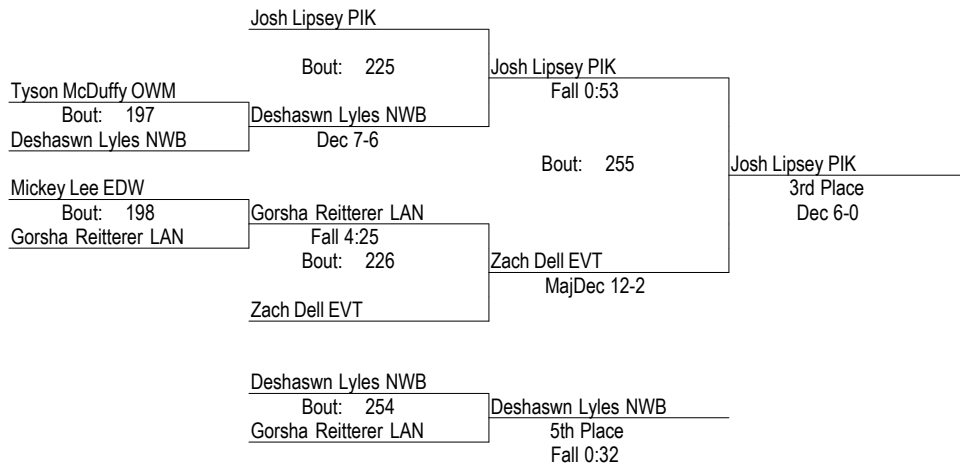 Josh Lipsey PIK
Bout: 225
Josh Lipsey PIK
Fall 0:53
Tyson McDuffy OWM
Bout: 197
Deshaswn Lyles NWB
Deshaswn Lyles NWB
Dec 7-6
Bout: 255
Josh Lipsey PIK
3rd Place
Dec 6-0
Mickey Lee EDW
Bout: 198
Gorsha Reitterer LAN
Gorsha Reitterer LAN
Fall 4:25
Bout: 226
Zach Dell EVT
MajDec 12-2
Zach Dell EVT
Deshaswn Lyles NWB
Bout: 254
Gorsha Reitterer LAN
Deshaswn Lyles NWB
5th Place
Fall 0:32